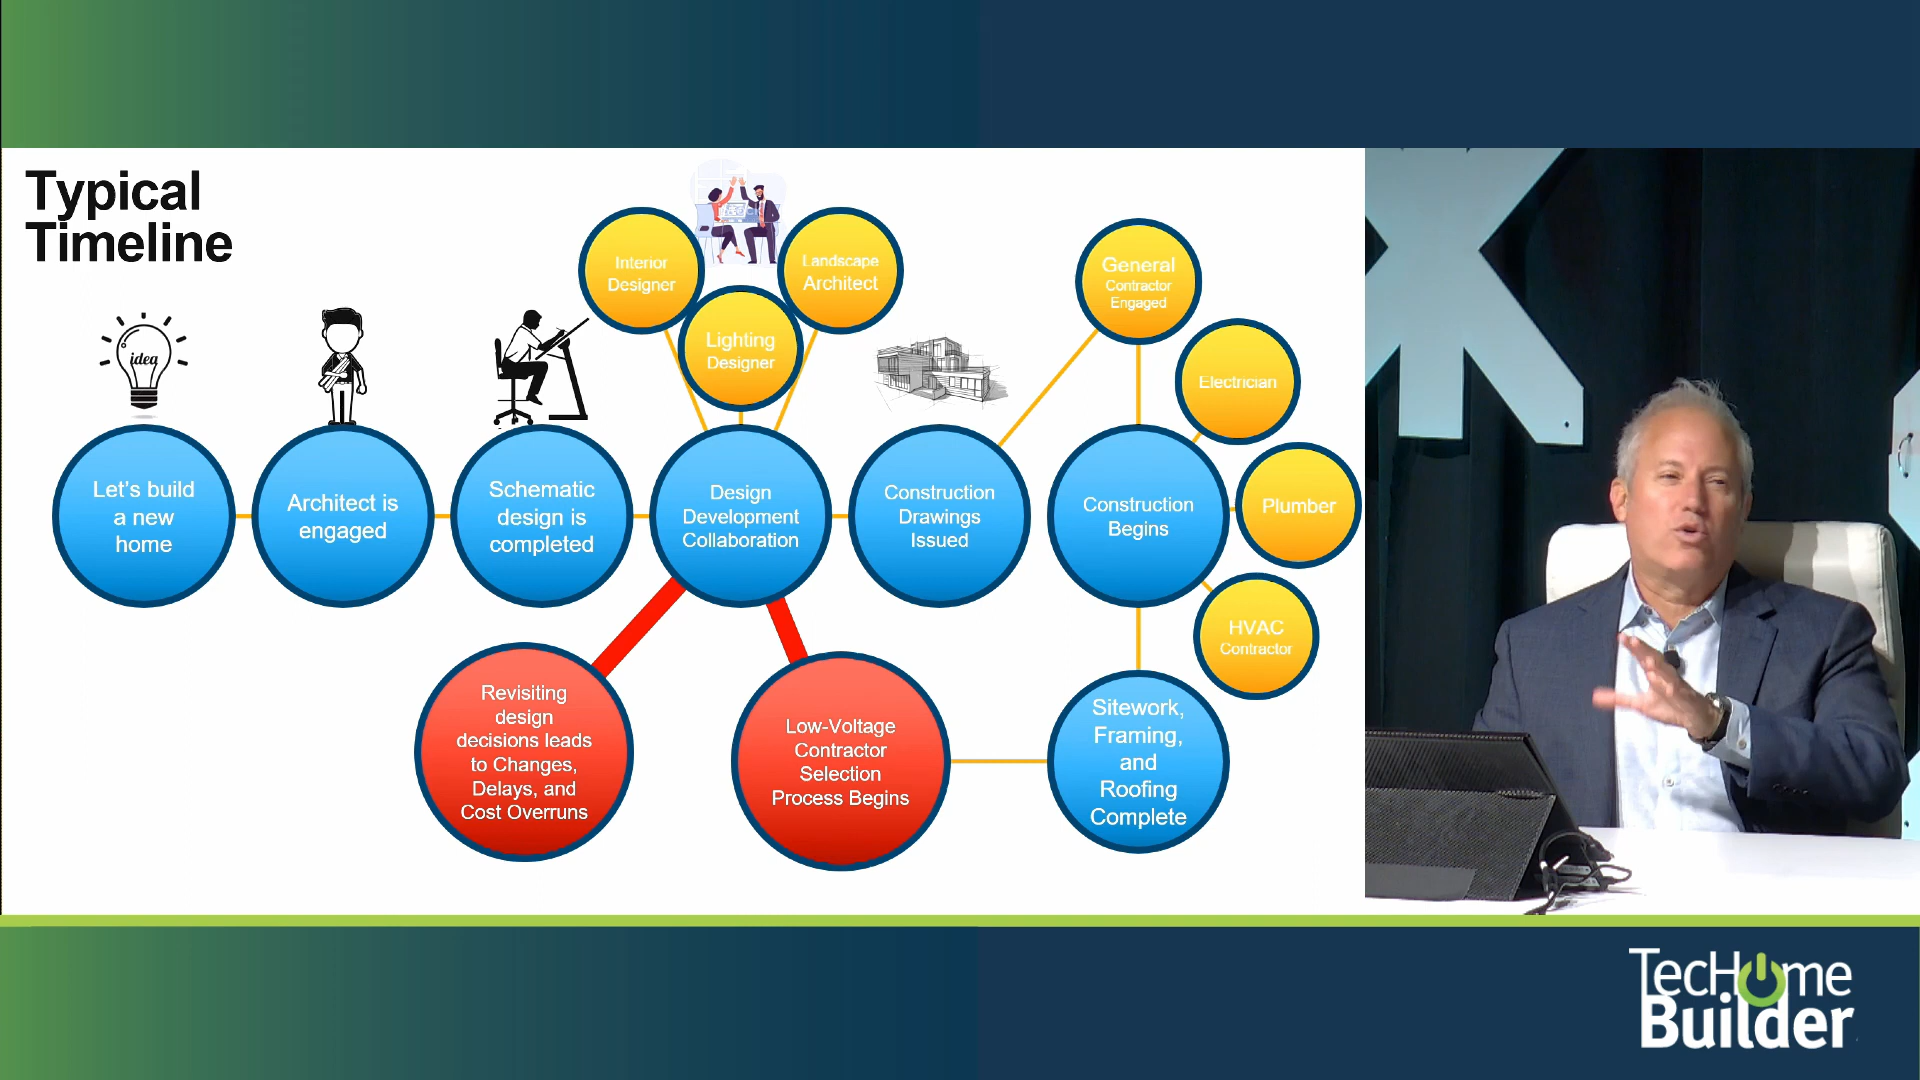 Typical
Timeline
Interior
Designer
Landscape
Architect
Lighting
Designer
General
Contractor
Engaged
Electrician
Plumber
HVAC
Contractor
idea
Let's build
a new
home
Architect is
engaged
Schematic
design is
completed
Design
Development
Collaboration
Construction
Drawings
Issued
Construction
Begins
Revisiting
design
decisions leads
to Changes,
Delays, and
Cost Overruns
Low-Voltage
Contractor
Selection
Process Begins
Sitework,
Framing,
and
Roofing
Complete
TecHome
Builder